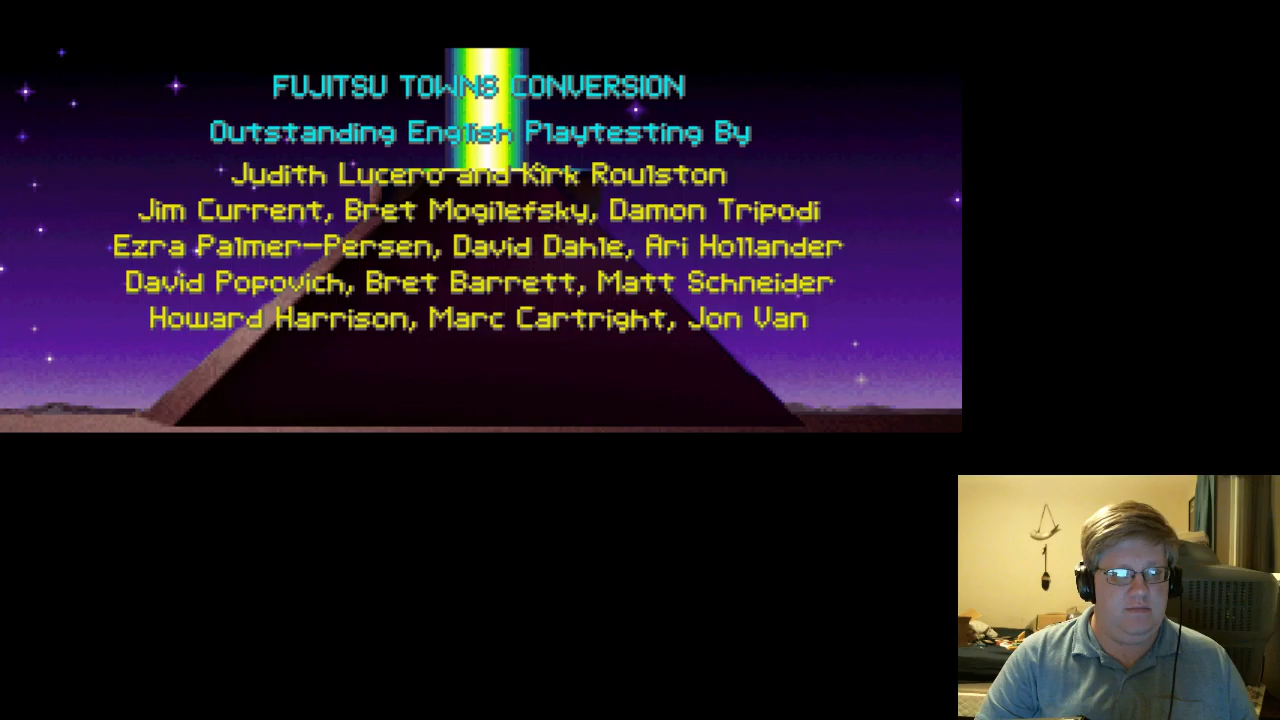 FUJITSU TOWNS CONVERSION
Outstanding English Playtesting By
Judith Lucero and Kirk Roulston
Jim Current, Bret Mogilefsky, Damon Tripodi
Ezra Palmer-Persen, David Dahle, Ari Hollander
David Popovich, Bret Barrett, Matt Schneider
Howard Harrison, Marc Cartright, Jon Van